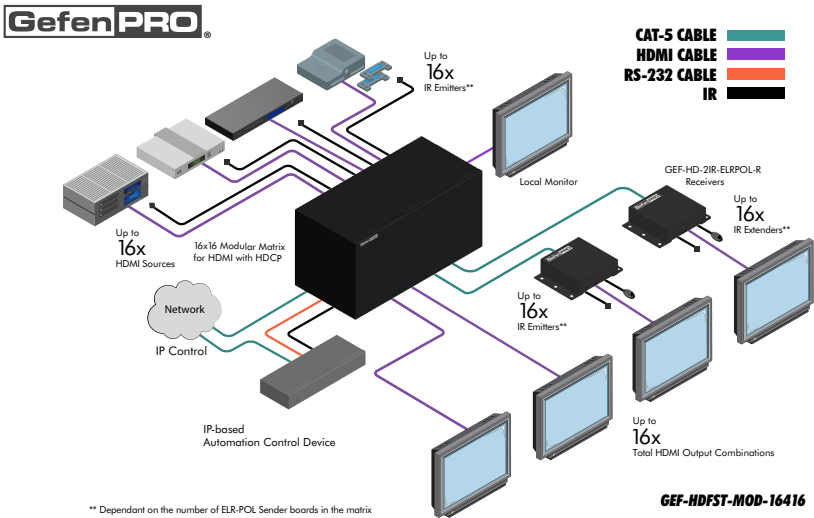 GefenPRO®
CAT-5 CABLE
HDMI CABLE
RS-232 CABLE
IR
Up to
16x
IR Emitters**
Local Monitor
GEF-HD-2IR-ELRPOL-R
Receivers
Up to
16x
IR Extenders**
Up to
16x
HDMI Sources
16x16 Modular Matrix
for HDMI with HDCP
Up to
16x
IR Emitters**
Network
IP Control
IP-based
Automation Control Device
Up to
16x
Total HDMI Output Combinations
** Dependant on the number of ELR-POL Sender boards in the matrix
GEF-HDFST-MOD-16416